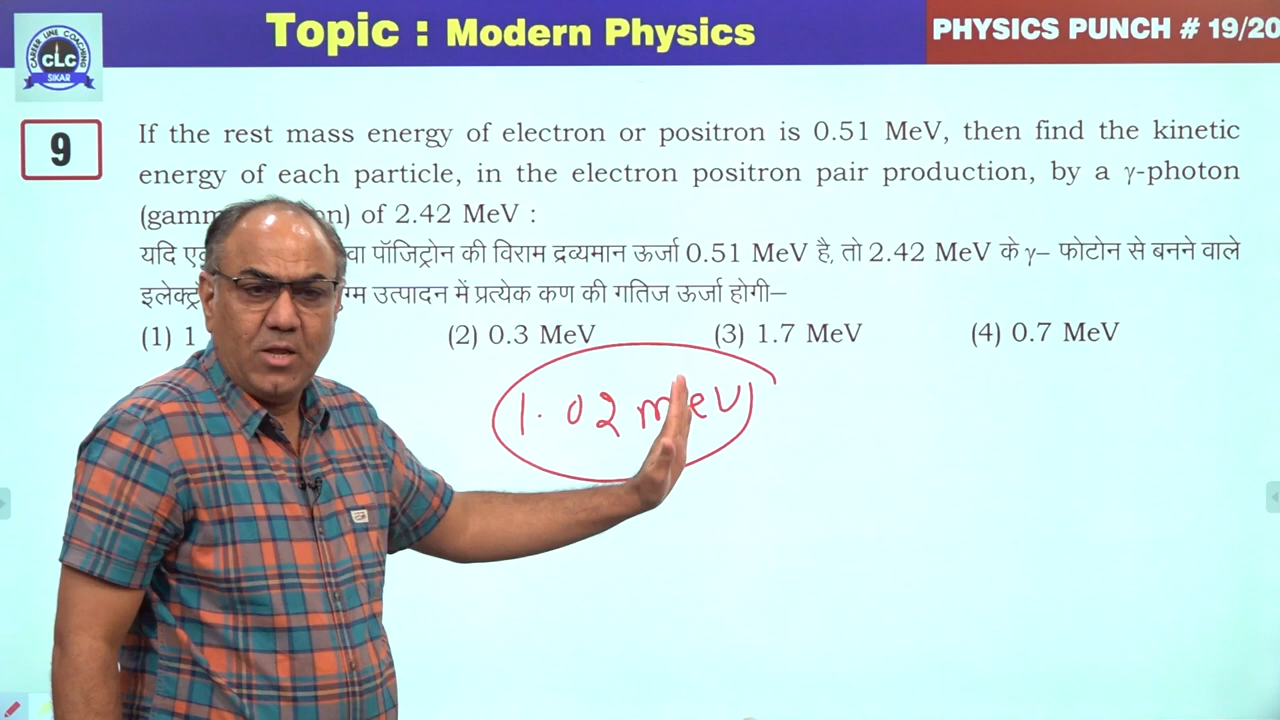 Topic : Modern Physics
PHYSICS PUNCH # 19/20
CAREER LINE COACHING
CLC
SIKAR
9
If the rest mass energy of electron or positron is 0.51 MeV, then find the kinetic
energy of each particle, in the electron positron pair production, by a γ-photon
of 2.42 MeV :
यदि वा पॉजिट्रोन की विराम द्रव्यमान ऊर्जा 0.51 MeV है, तो 2.42 MeV के γ– फोटोन से बनने वाले
उत्पादन में प्रत्येक कण की गतिज ऊर्जा होगी–
(1) 1 (2) 0.3 MeV (3) 1.7 MeV (4) 0.7 MeV
1.02 MeV